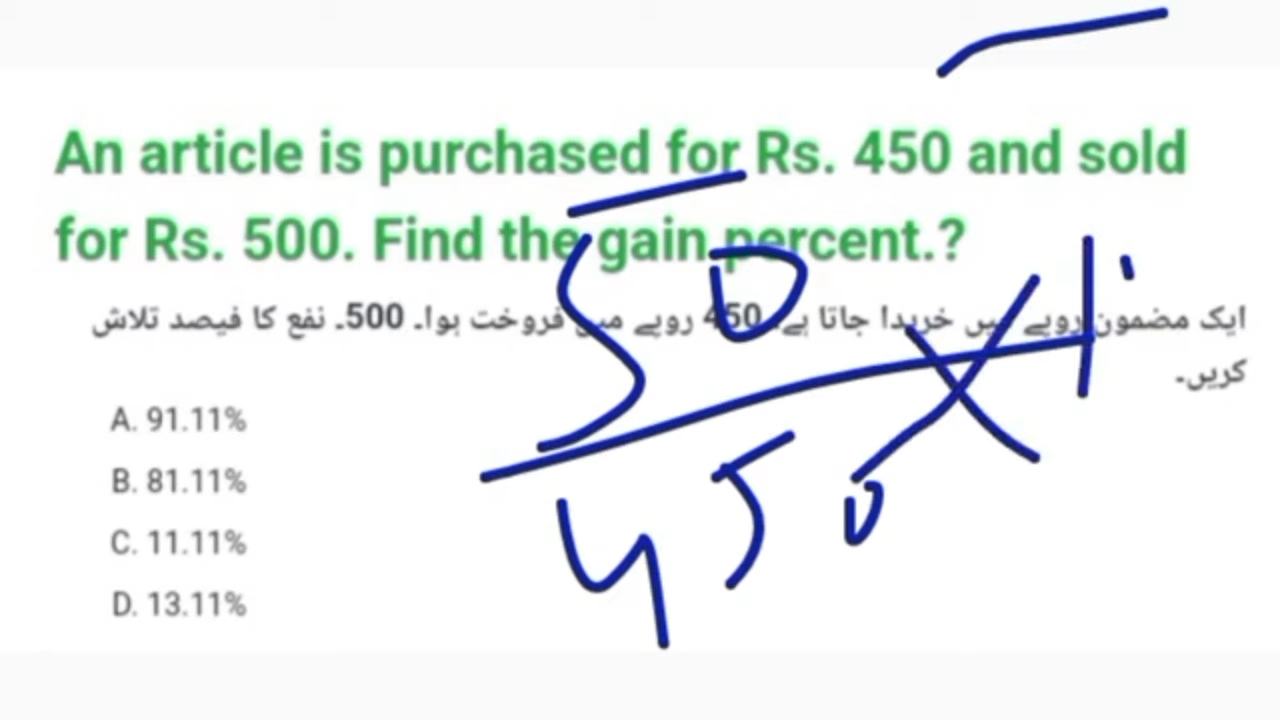 An article is purchased for Rs. 450 and sold
for Rs. 500. Find the gain percent.?
ایک مضمون روپے میں خریدا جاتا ہے۔ 450 روپے میں فروخت ہوا۔ 500۔ نفع کا فیصد تلاش
کریں۔
50
× 1
450
A. 91.11%
B. 81.11%
C. 11.11%
D. 13.11%